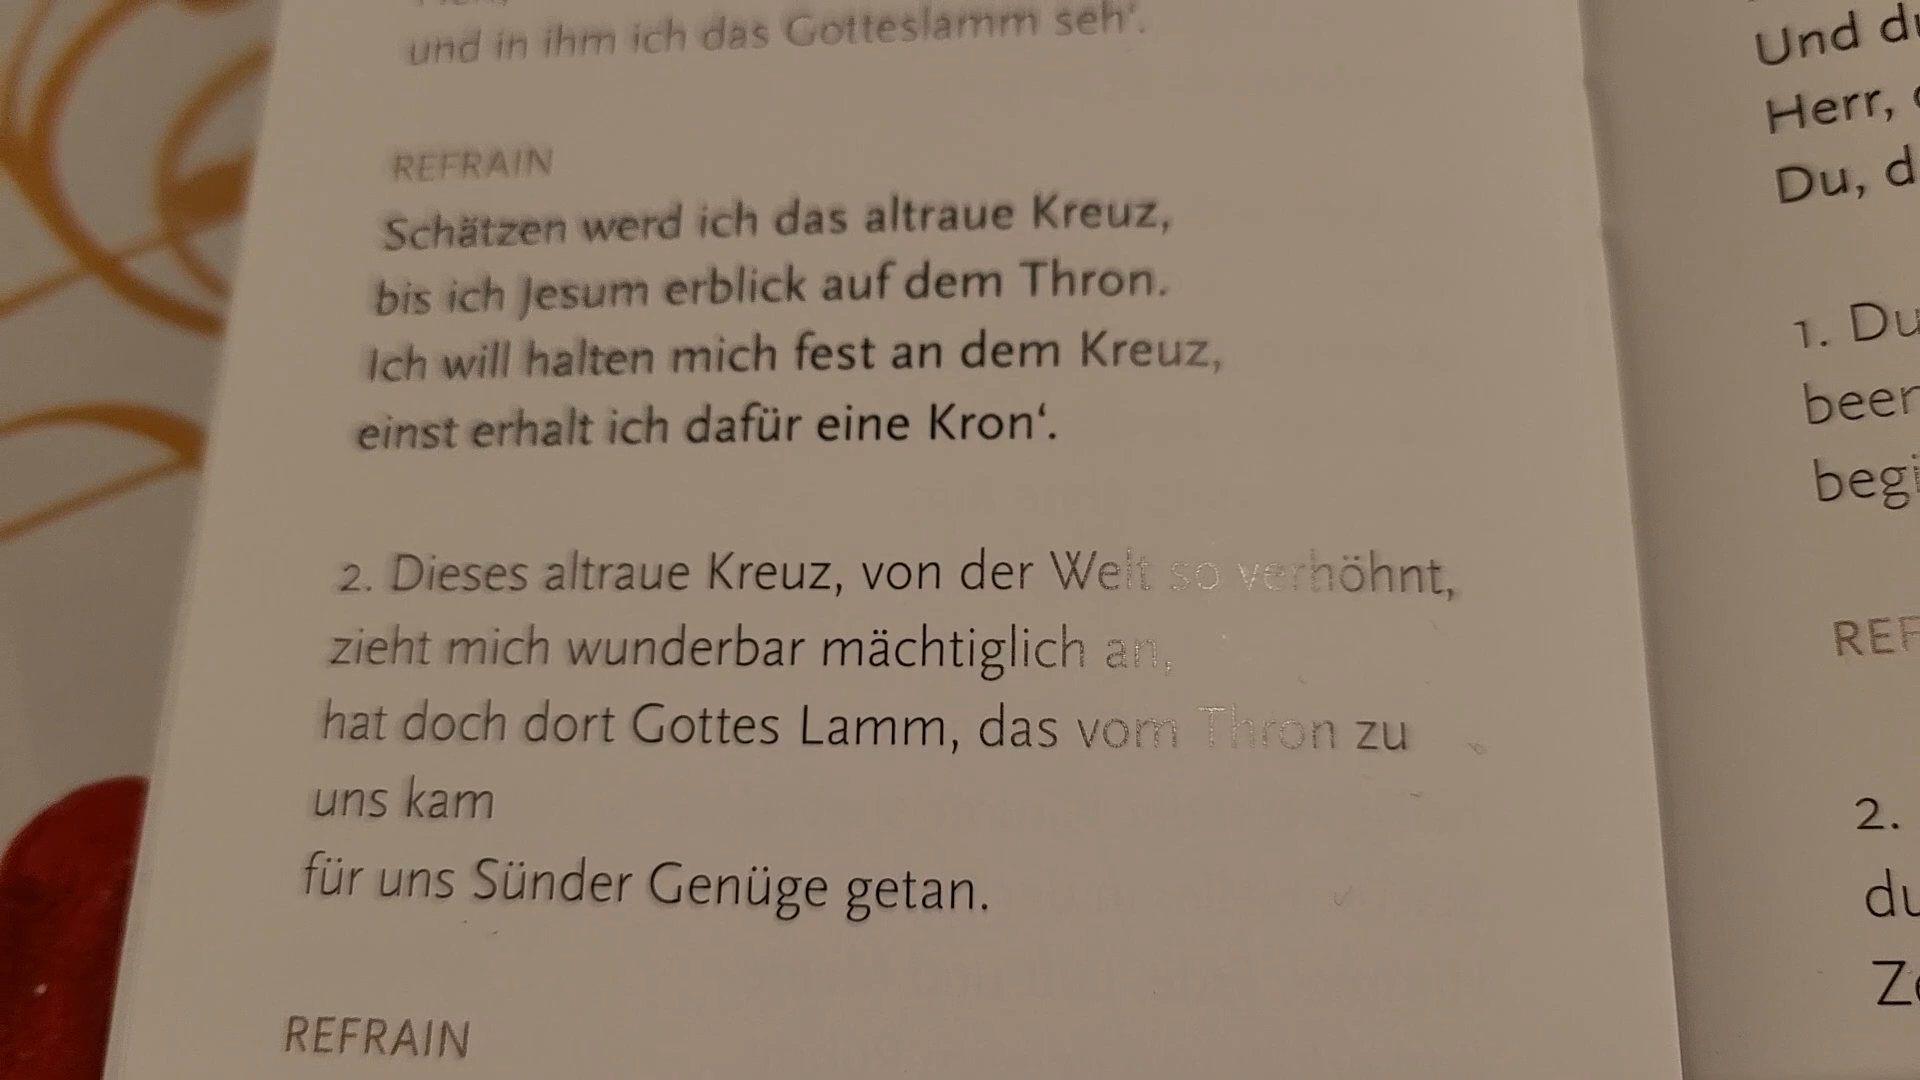 und in ihm ich das Gotteslamm seh'.
REFRAIN
Schätzen werd ich das altraue Kreuz,
bis ich Jesum erblick auf dem Thron.
Ich will halten mich fest an dem Kreuz,
einst erhalt ich dafür eine Kron‘.
2. Dieses altraue Kreuz, von der Welt so verhöhnt,
zieht mich wunderbar mächtiglich an,
hat doch dort Gottes Lamm, das vom Thron zu
uns kam
für uns Sünder Genüge getan.
REFRAIN
Und
Herr,
Du,
1. Du
2.